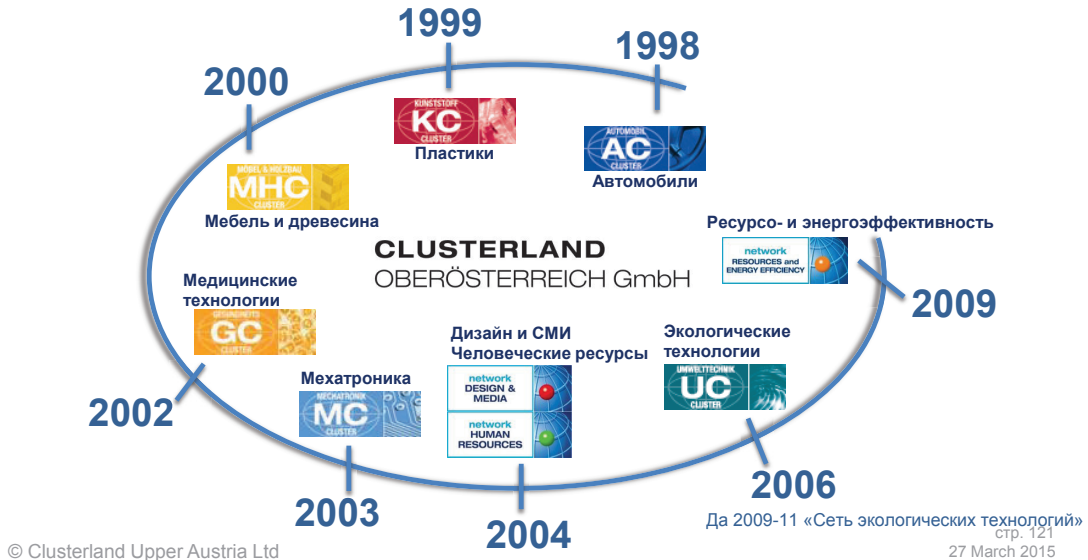 1999
1998
2000
KUNSTSTOFF
KC
CLUSTER
Пластики
AUTOMOBIL
AC
CLUSTER
Автомобили
MÖBEL & HOLZBAU
MHC
CLUSTER
Мебель и древесина
Ресурсо- и энергоэффективность
network
RESOURCES and
ENERGY EFFICIENCY
2009
CLUSTERLAND
OBERÖSTERREICH GmbH
Медицинские
технологии
GESUNDHEITS
GC
CLUSTER
2002
Мехатроника
MECHATRONIK
MC
CLUSTER
2003
Дизайн и СМИ
Человеческие ресурсы
network
DESIGN &
MEDIA
network
HUMAN
RESOURCES
2004
Экологические
технологии
UMWELTTECHNIK
UC
CLUSTER
2006
Да 2009-11 «Сеть экологических технологий»
стр. 121
© Clusterland Upper Austria Ltd
27 March 2015